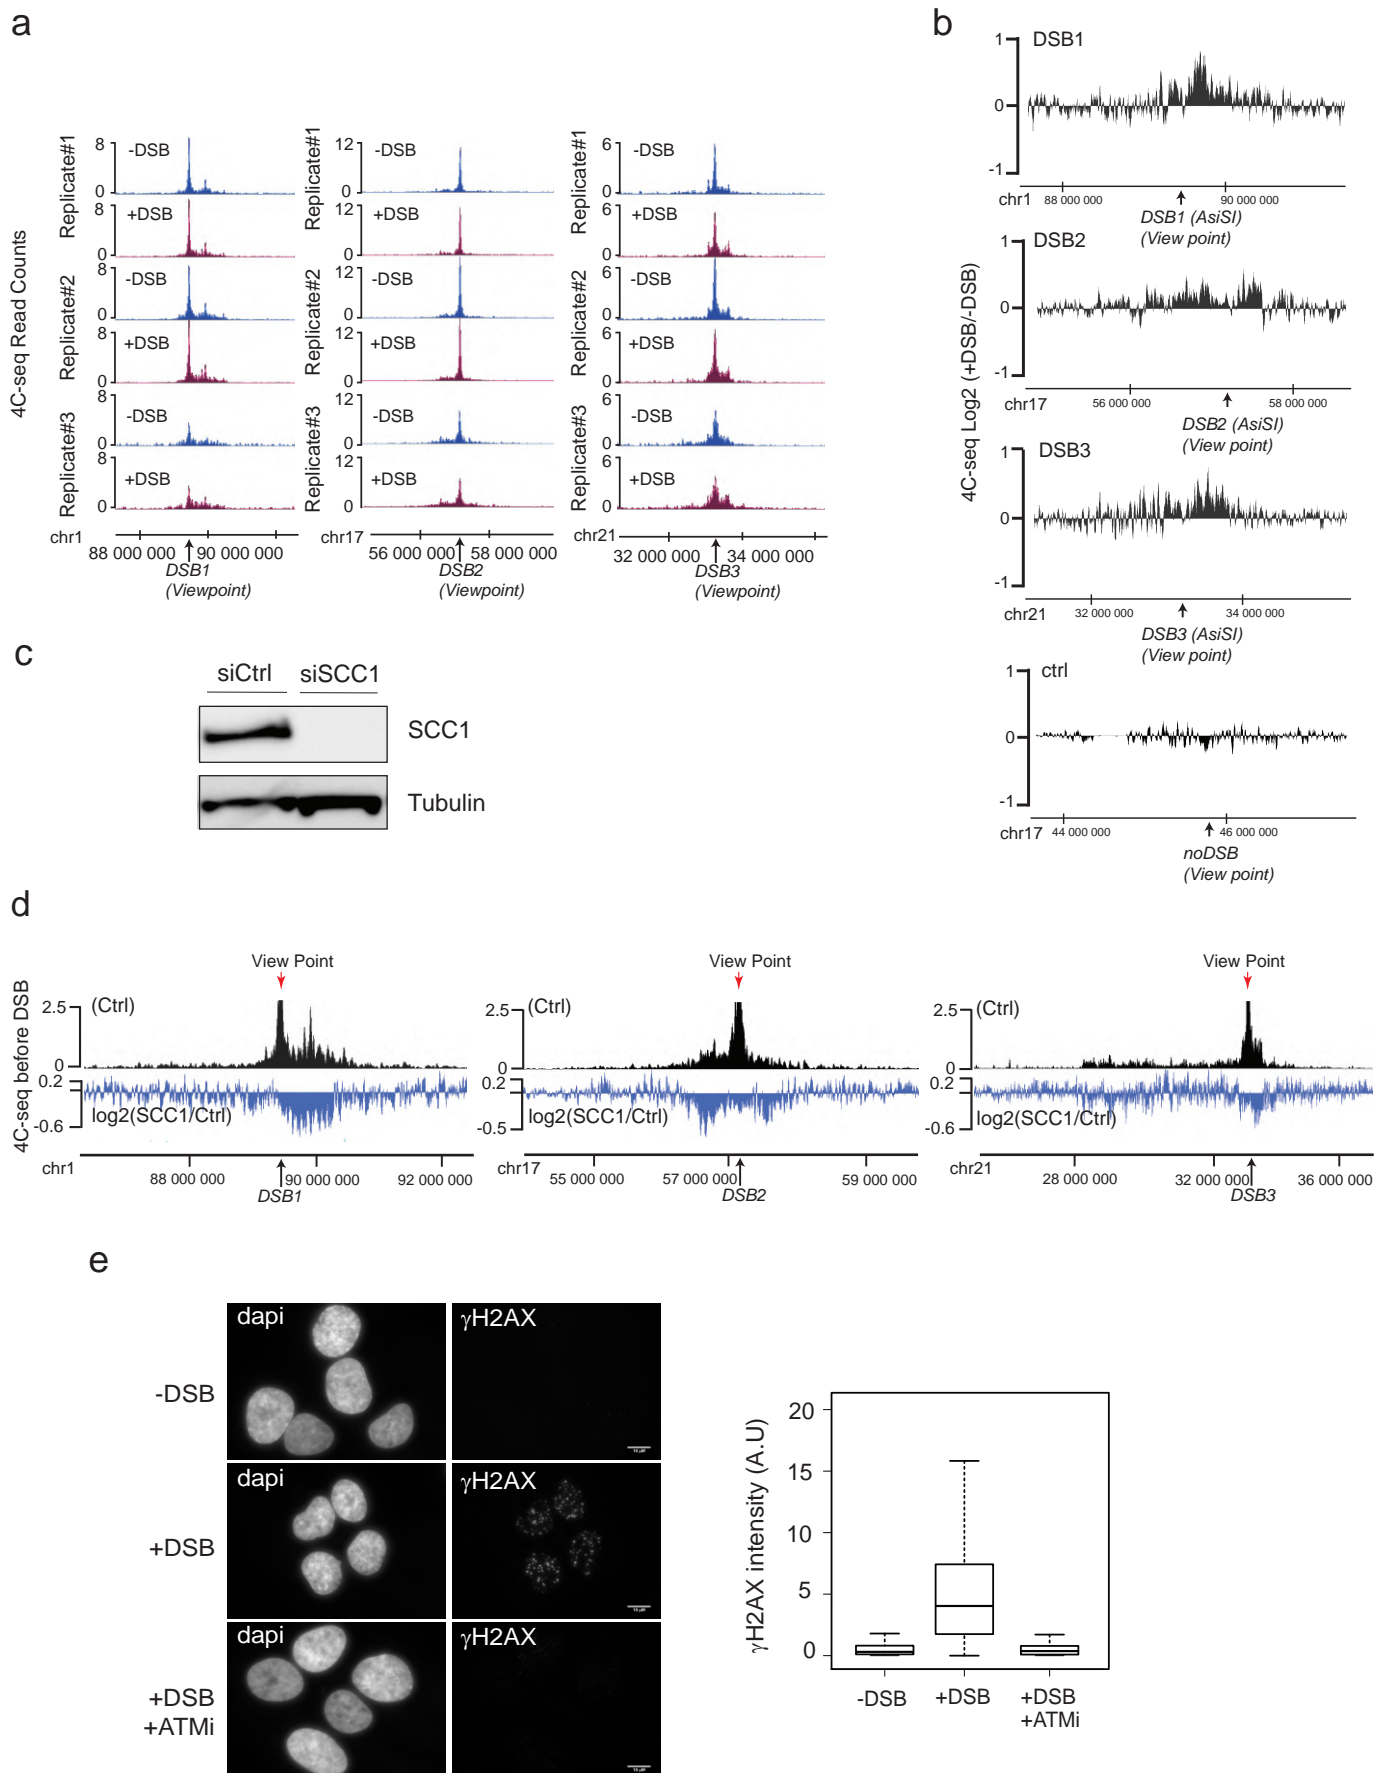 a
4C-seq Read Counts
Replicate#1
8
-DSB
0
8
+DSB
0
Replicate#2
8
-DSB
0
8
+DSB
0
Replicate#3
8
-DSB
0
8
+DSB
0
chr1
88 000 000
90 000 000
DSB1
(Viewpoint)
Replicate#1
12
-DSB
0
12
+DSB
0
Replicate#2
12
-DSB
0
12
+DSB
0
Replicate#3
12
-DSB
0
12
+DSB
0
chr17
56 000 000
58 000 000
DSB2
(Viewpoint)
Replicate#1
6
-DSB
0
6
+DSB
0
Replicate#2
6
-DSB
0
6
+DSB
0
Replicate#3
6
-DSB
0
6
+DSB
0
chr21
32 000 000
34 000 000
DSB3
(Viewpoint)
b
4C-seq Log2 (+DSB/-DSB)
1
DSB1
0
-1
chr1
88 000 000
90 000 000
DSB1 (AsiSI)
(View point)
1
DSB2
0
-1
chr17
56 000 000
58 000 000
DSB2 (AsiSI)
(View point)
1
DSB3
0
-1
chr21
32 000 000
34 000 000
DSB3 (AsiSI)
(View point)
1
ctrl
0
-1
chr17
44 000 000
46 000 000
noDSB
(View point)
c
siCtrl siSCC1
SCC1
Tubulin
d
4C-seq before DSB
View Point
2.5
(Ctrl)
0
0.2
log2(SCC1/Ctrl)
-0.6
chr1
88 000 000
90 000 000
92 000 000
DSB1
View Point
2.5
(Ctrl)
0
0.2
log2(SCC1/Ctrl)
-0.5
chr17
55 000 000
57 000 000
59 000 000
DSB2
View Point
2.5
(Ctrl)
0
0.2
log2(SCC1/Ctrl)
-0.6
chr21
28 000 000
32 000 000
36 000 000
DSB3
e
-DSB
dapi
γH2AX
10 µm
+DSB
dapi
γH2AX
10 µm
+DSB
+ATMi
dapi
γH2AX
10 µm
γH2AX intensity (A.U)
20
15
10
5
0
-DSB
+DSB
+DSB
+ATMi